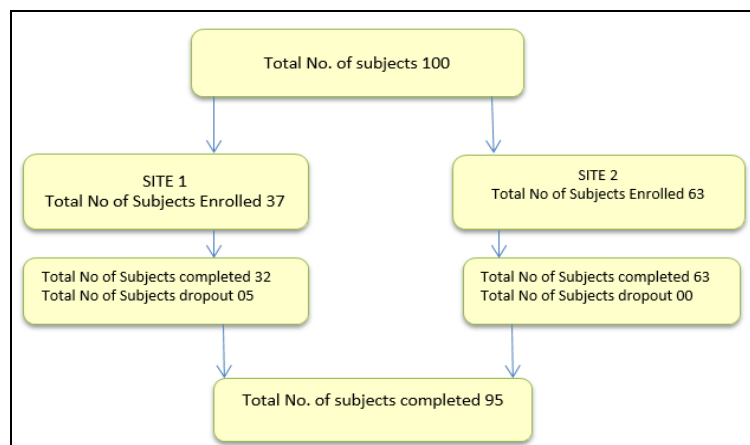 Total No. of subjects 100
SITE 1
Total No of Subjects Enrolled 37
SITE 2
Total No of Subjects Enrolled 63
Total No of Subjects completed 32
Total No of Subjects dropout 05
Total No of Subjects completed 63
Total No of Subjects dropout 00
Total No. of subjects completed 95